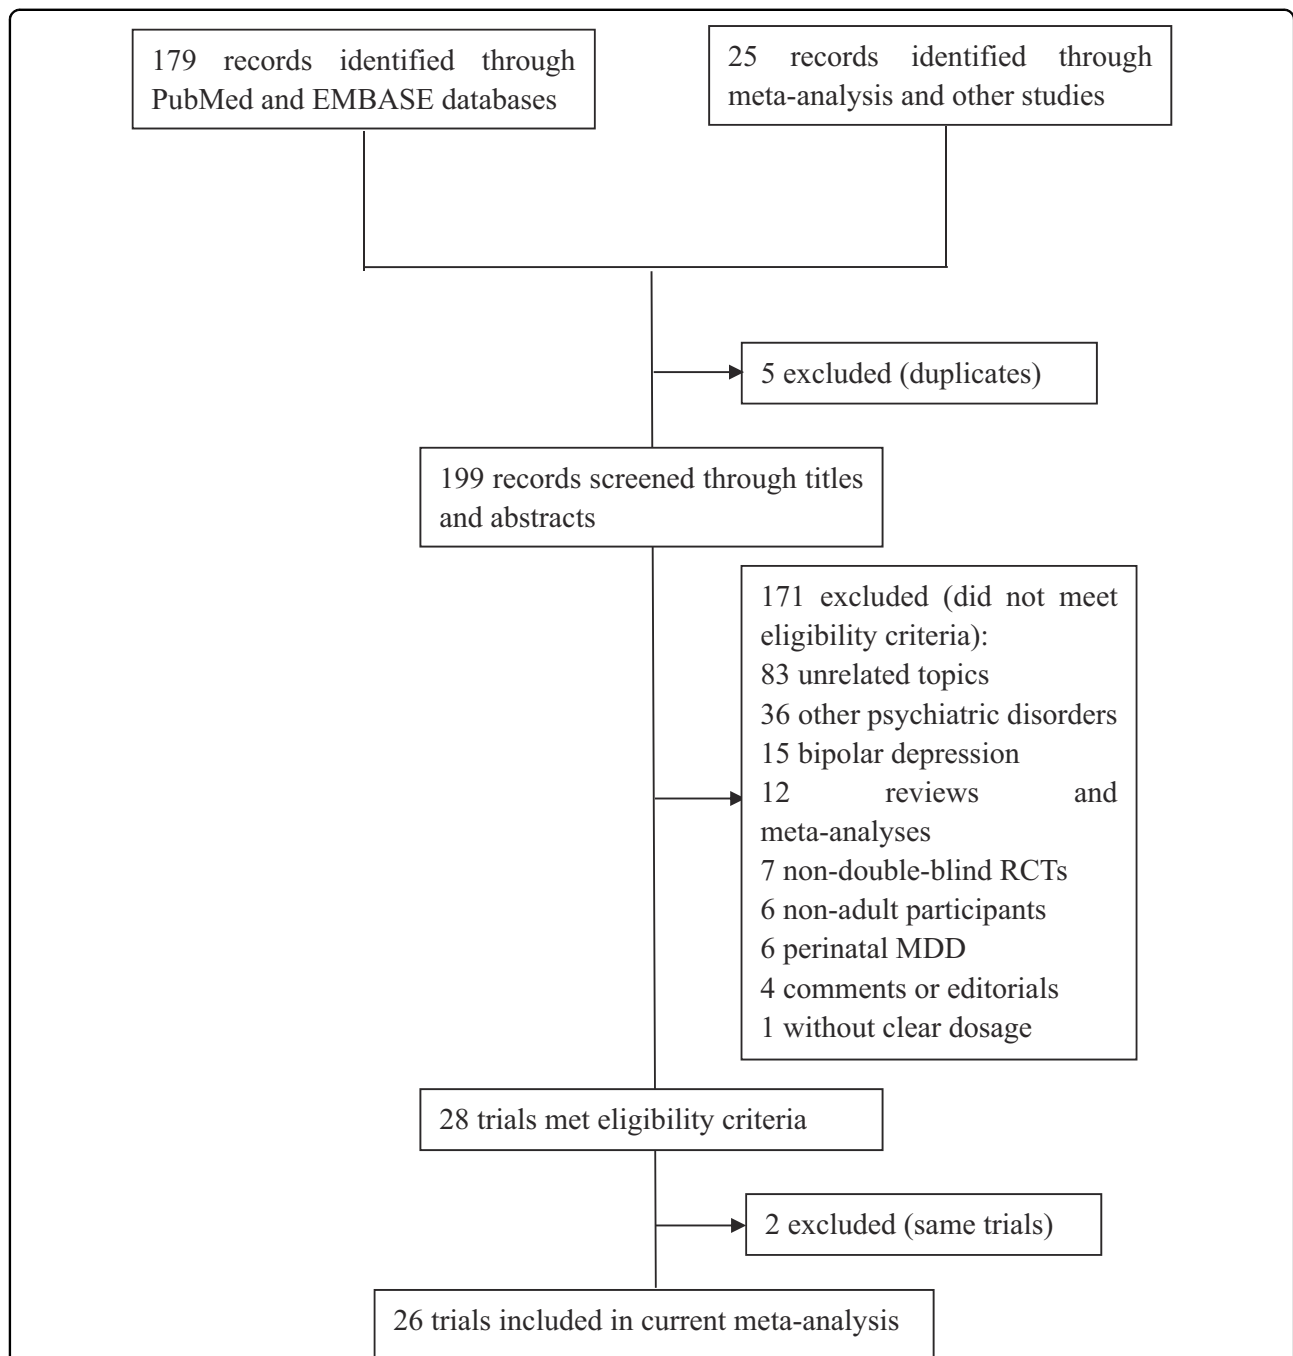 179 records identified through
PubMed and EMBASE databases
25 records identified through
meta-analysis and other studies
5 excluded (duplicates)
199 records screened through titles
and abstracts
171 excluded (did not meet
eligibility criteria):
83 unrelated topics
36 other psychiatric disorders
15 bipolar depression
12 reviews and
meta-analyses
7 non-double-blind RCTs
6 non-adult participants
6 perinatal MDD
4 comments or editorials
1 without clear dosage
28 trials met eligibility criteria
2 excluded (same trials)
26 trials included in current meta-analysis